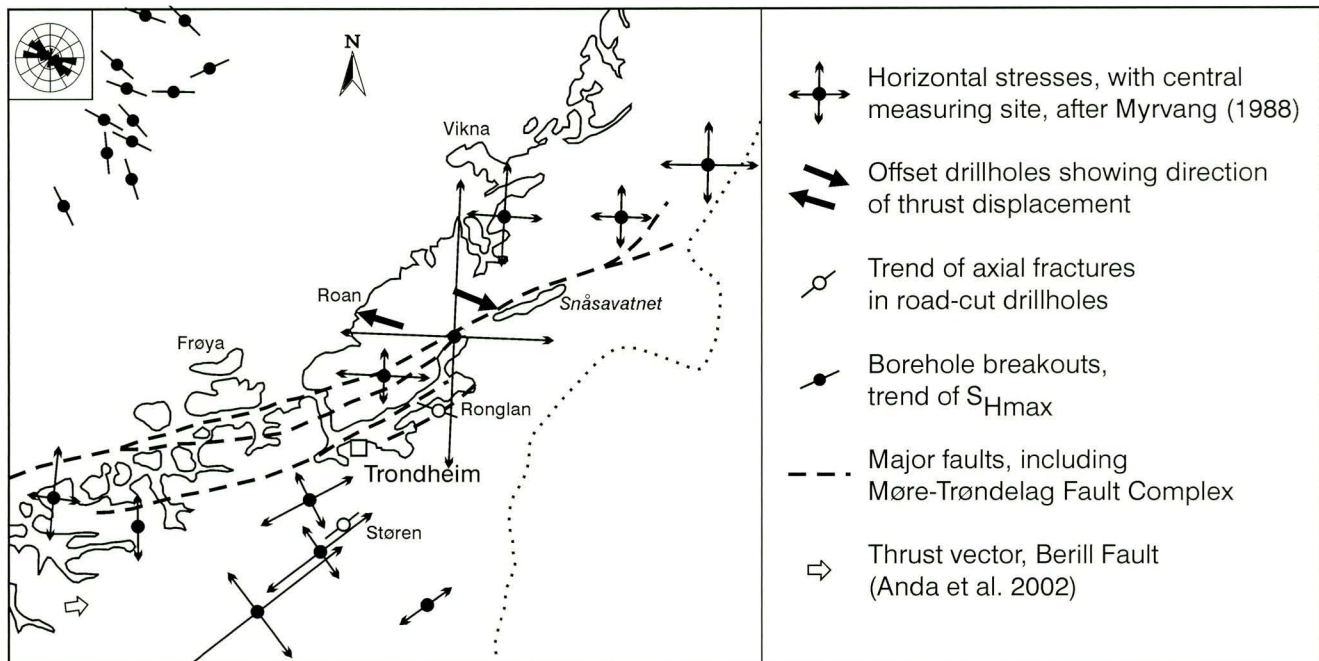 N
Vikna
Roan
Snåsavatnet
Frøya
Ronglan
Trondheim
Støren
Horizontal stresses, with central
measuring site, after Myrvang (1988)
Offset drillholes showing direction
of thrust displacement
Trend of axial fractures
in road-cut drillholes
Borehole breakouts,
trend of SHmax
Major faults, including
Møre-Trøndelag Fault Complex
Thrust vector, Berill Fault
(Anda et al. 2002)